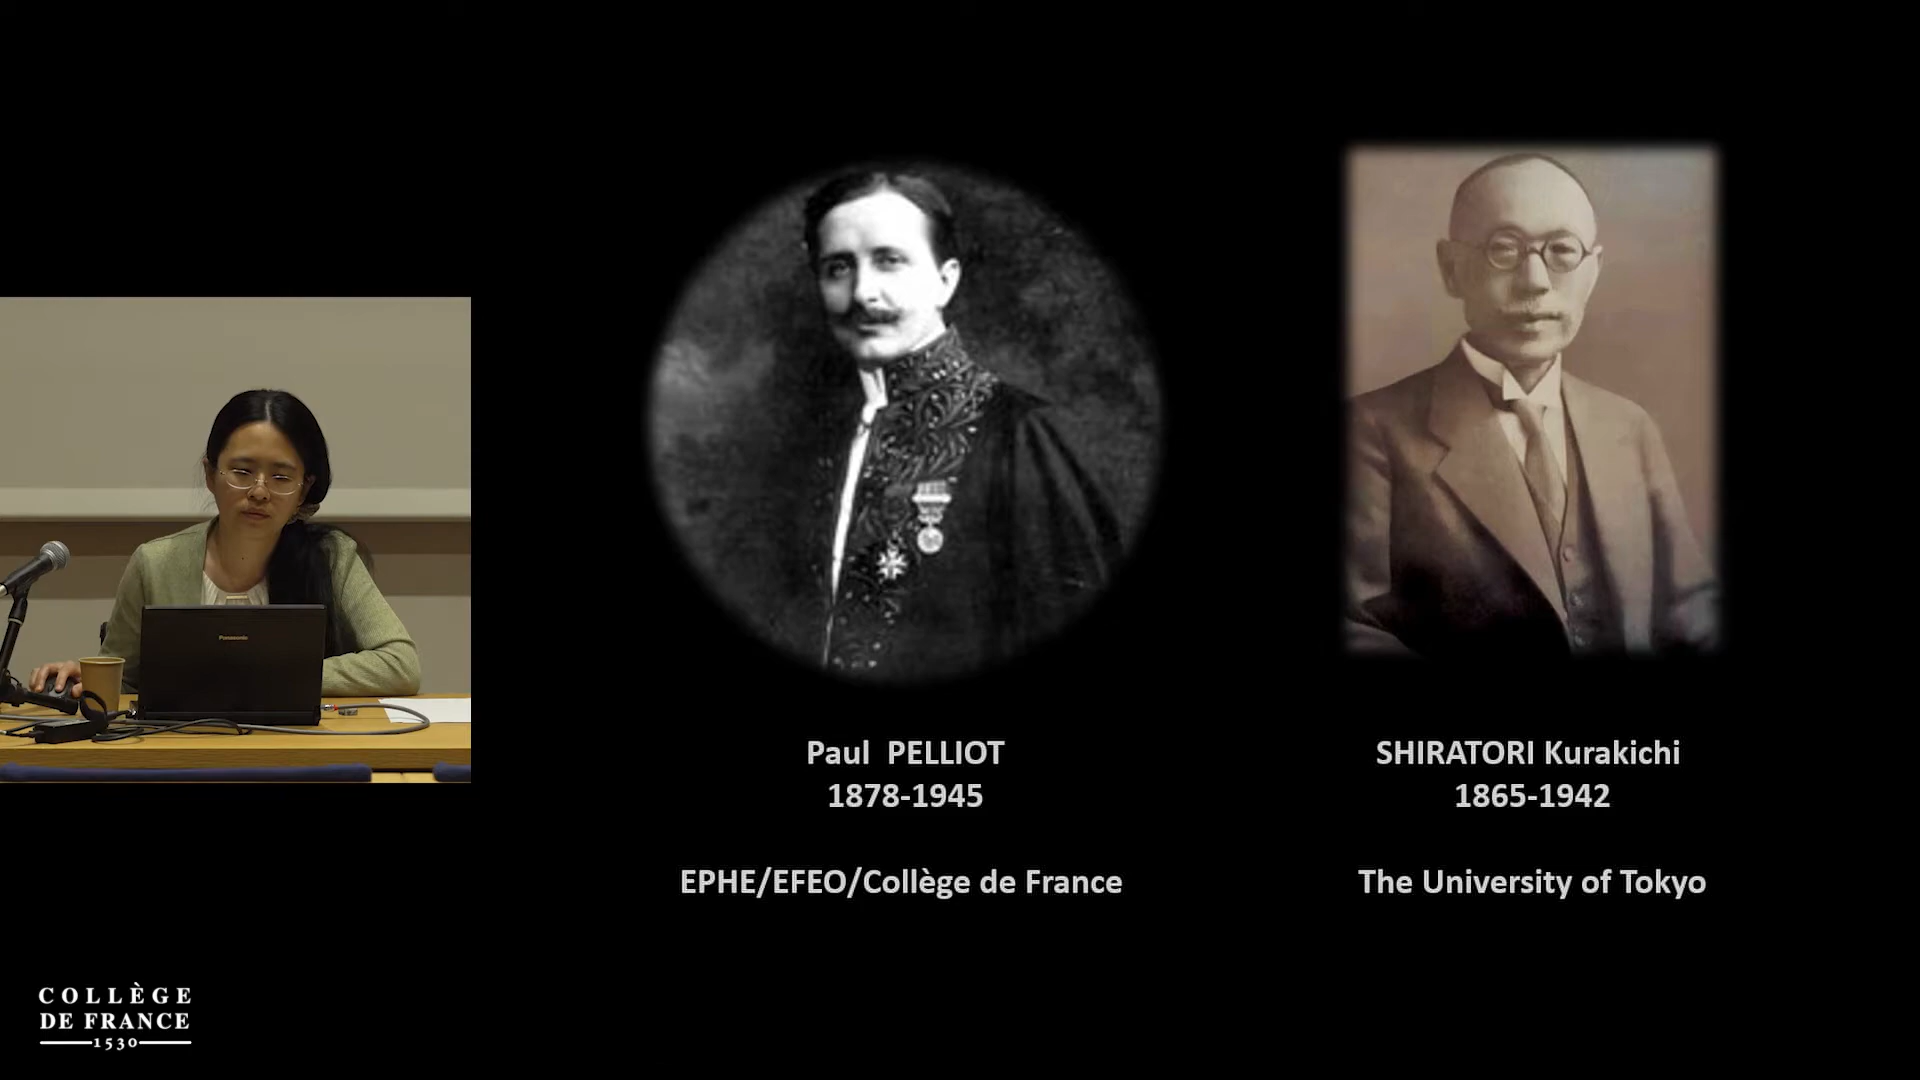 Panasonic
Paul PELLIOT
1878-1945
EPHE/EFEO/Collège de France
SHIRATORI Kurakichi
1865-1942
The University of Tokyo
COLLÈGE
DE FRANCE
1530